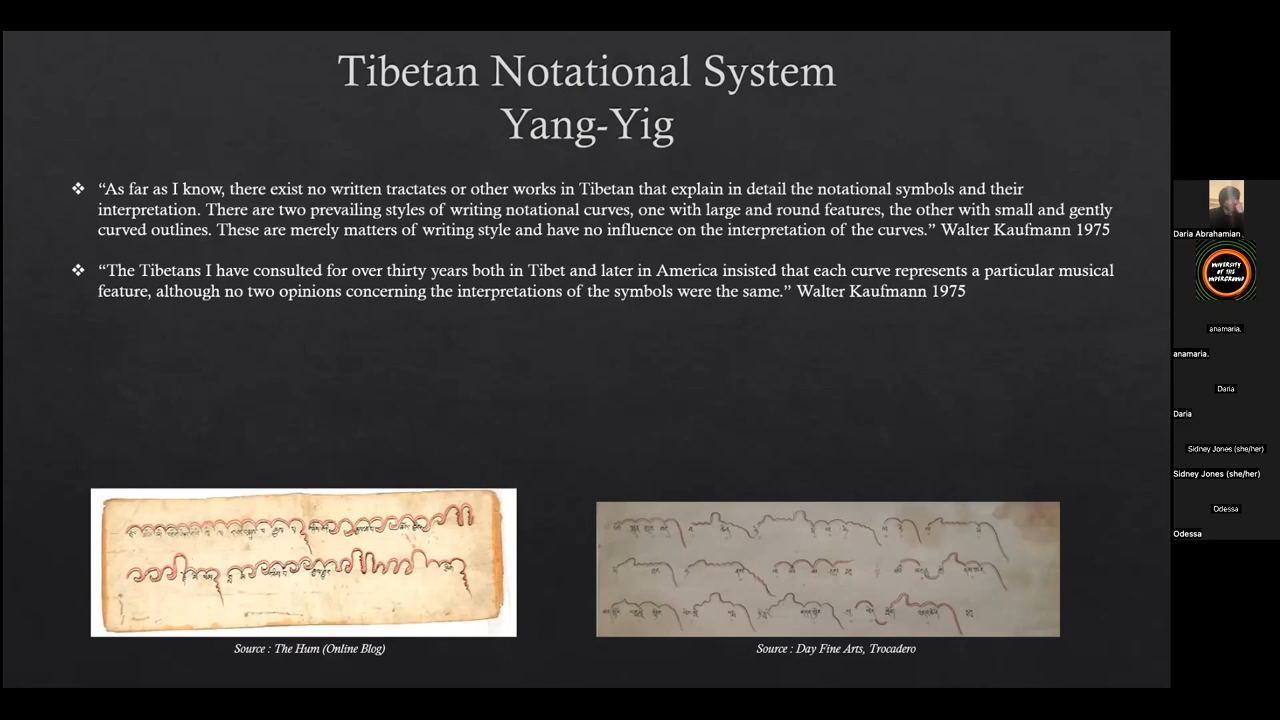 Tibetan Notational System
Yang-Yig
❖ “As far as I know, there exist no written tractates or other works in Tibetan that explain in detail the notational symbols and their
interpretation. There are two prevailing styles of writing notational curves, one with large and round features, the other with small and gently
curved outlines. These are merely matters of writing style and have no influence on the interpretation of the curves.” Walter Kaufmann 1975
❖ “The Tibetans I have consulted for over thirty years both in Tibet and later in America insisted that each curve represents a particular musical
feature, although no two opinions concerning the interpretations of the symbols were the same.” Walter Kaufmann 1975
Source : The Hum (Online Blog)
Source : Day Fine Arts, Trocadero
Daria Abrahamian
UNIVERSITY
OF THE
UNDERGROUND
anamaria.
anamaria.
Daria
Daria
Sidney Jones (she/her)
Sidney Jones (she/her)
Odessa
Odessa